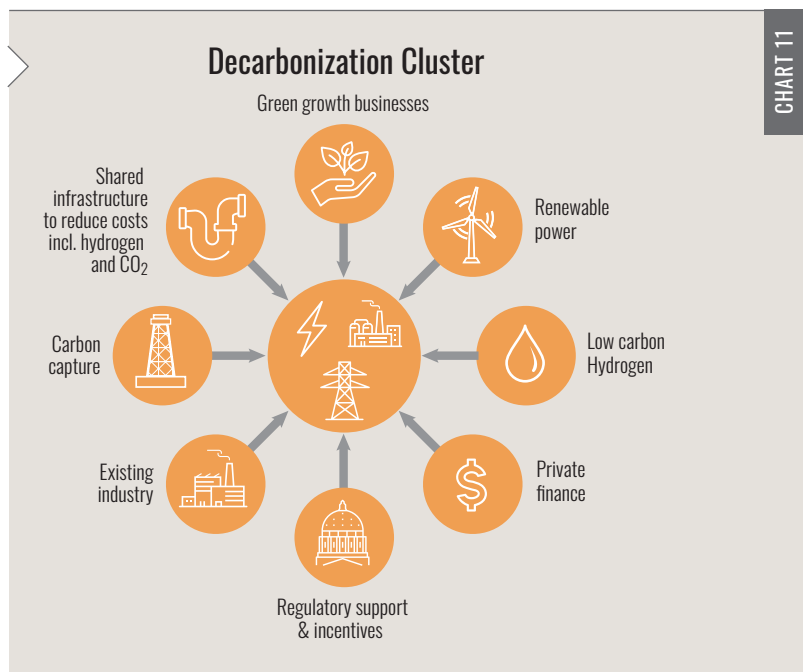 CHART 11
Decarbonization Cluster
Green growth businesses
Shared
infrastructure
to reduce costs
incl. hydrogen
and CO₂
Renewable
power
Carbon
capture
Low carbon
Hydrogen
Existing
industry
$
Private
finance
Regulatory support
& incentives